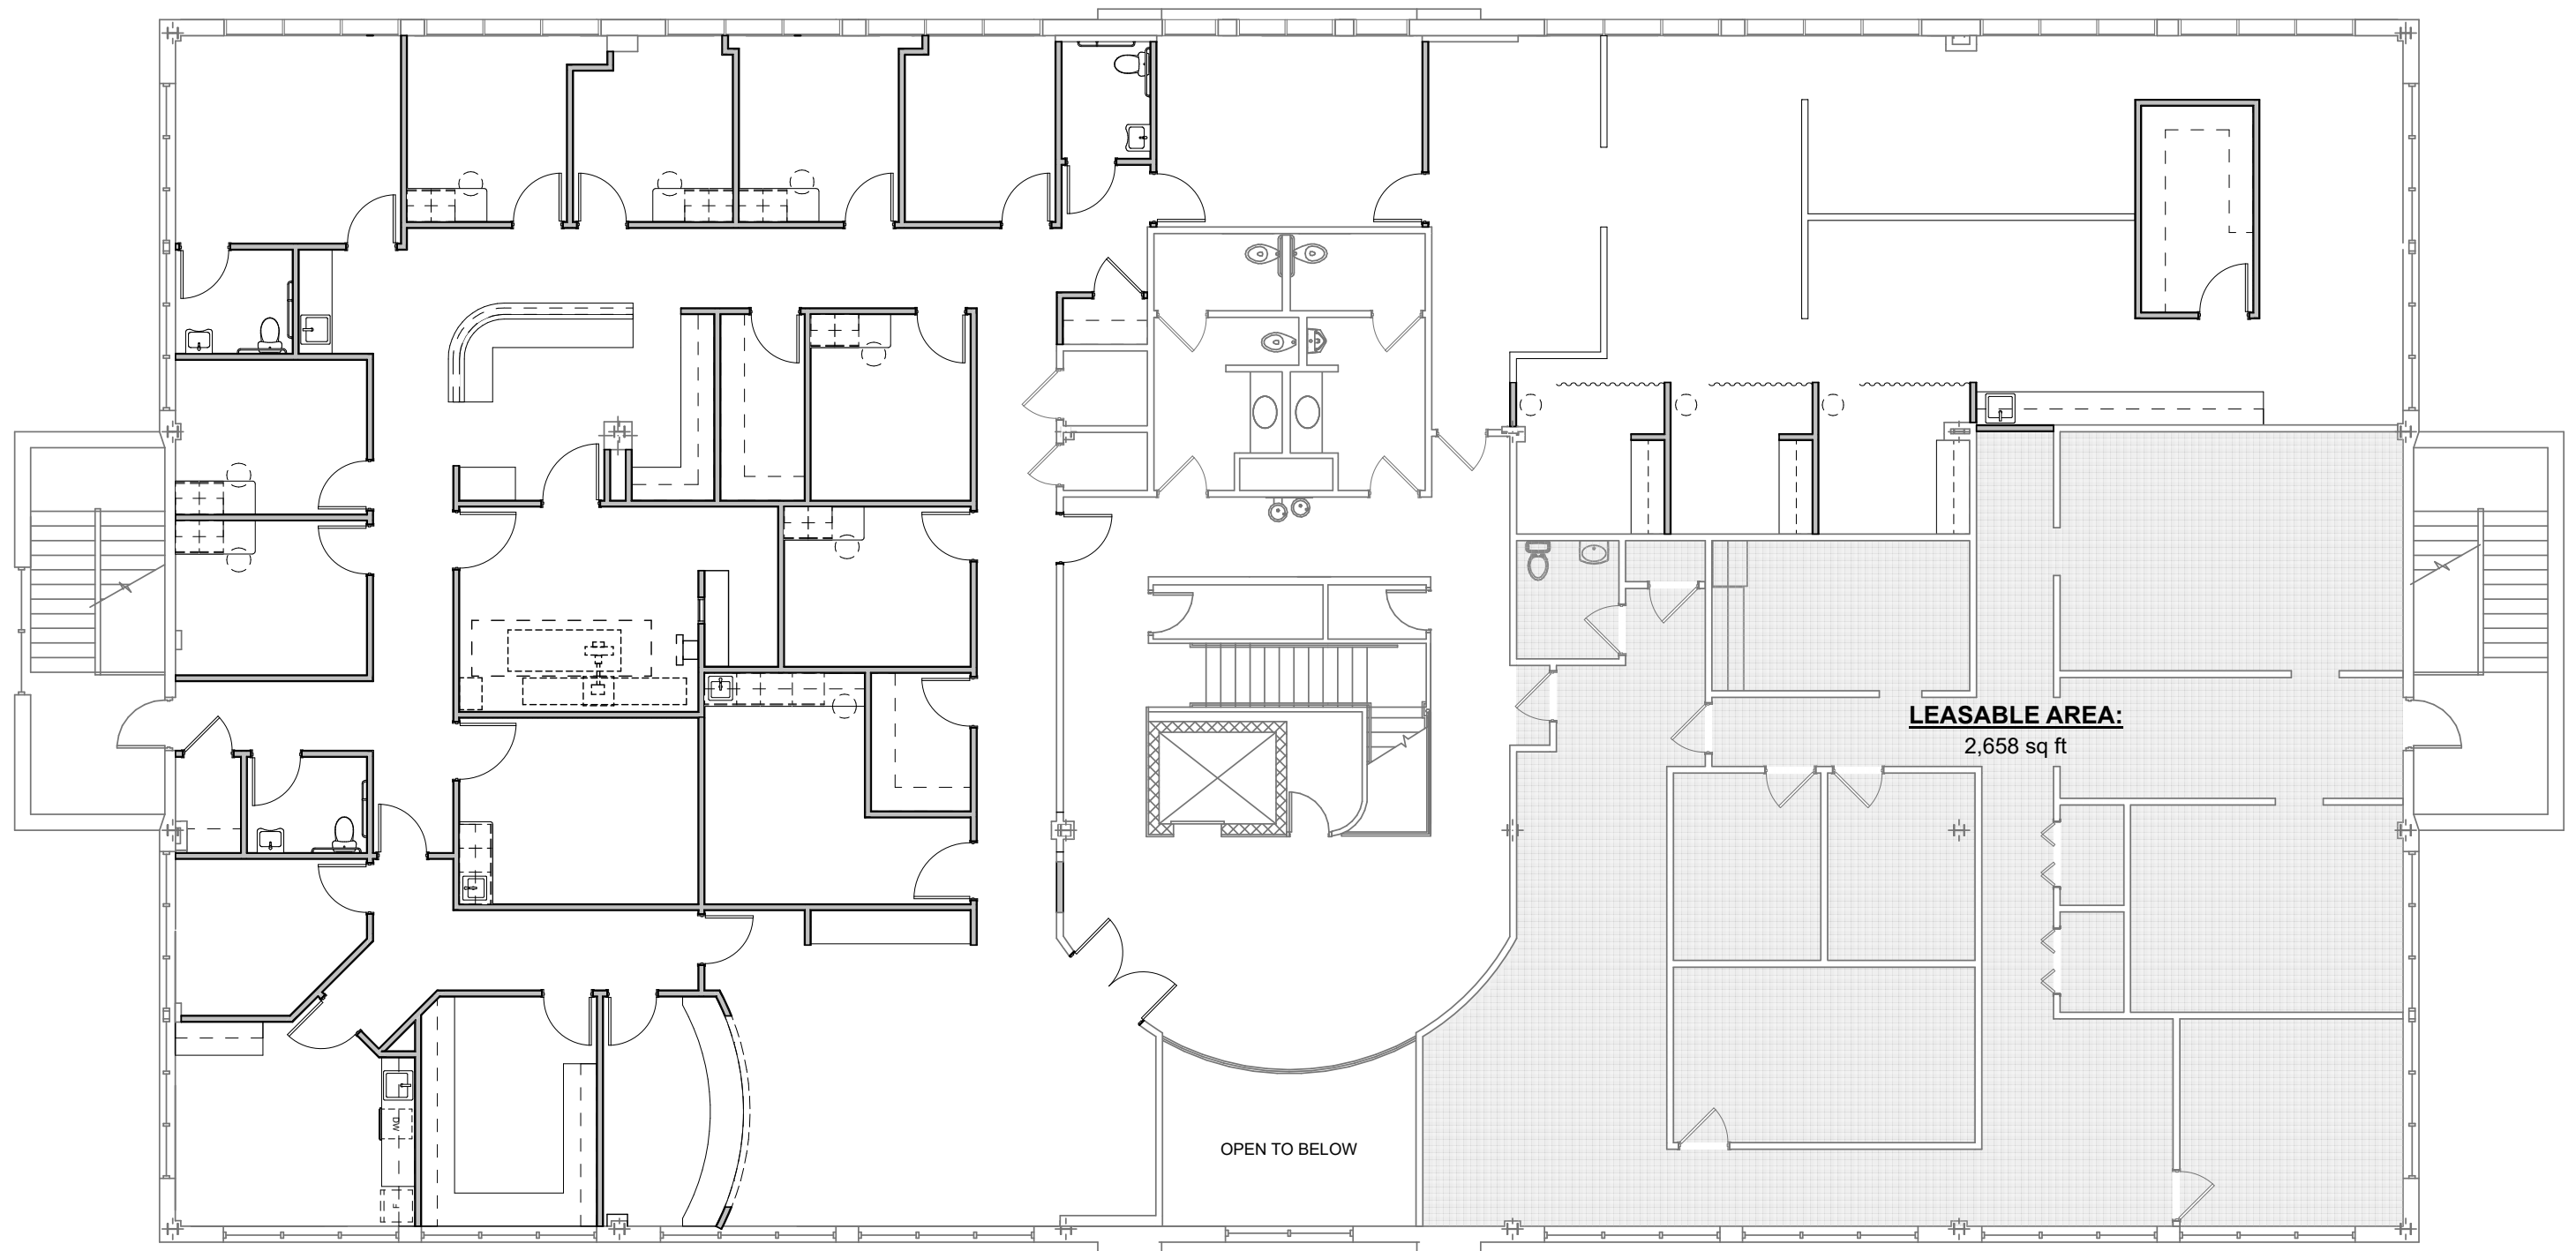 LEASABLE AREA:
2,658 sq ft
OPEN TO BELOW
DW
F